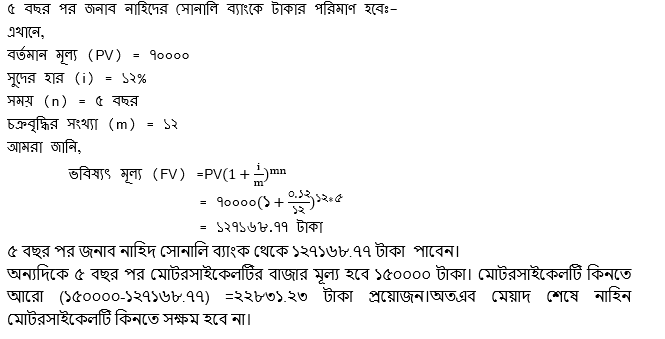 ৫ বছর পর জনাব নাহিদের সোনালি ব্যাংকে টাকার পরিমাণ হবেঃ-
এখানে,
বর্তমান মূল্য (PV) = ৭০০০০
সুদের হার (i) = ১২%
সময় (n) = ৫ বছর
চক্রবৃদ্ধির সংখ্যা (m) = ১২
আমরা জানি,
ভবিষ্যৎ মূল্য (FV) =PV(1 + i/m)^mn
= ৭০০০০(১ + ০.১২/১২)^১২*৫
= ১২৭১৬৮.৭৭ টাকা
৫ বছর পর জনাব নাহিদ সোনালি ব্যাংক থেকে ১২৭১৬৮.৭৭ টাকা পাবেন।
অন্যদিকে ৫ বছর পর মোটরসাইকেলটির বাজার মূল্য হবে ১৫০০০০ টাকা। মোটরসাইকেলটি কিনতে
আরো (১৫০০০০-১২৭১৬৮.৭৭) =২২৮৩১.২৩ টাকা প্রয়োজন।অতএব মেয়াদ শেষে নাহিন
মোটরসাইকেলটি কিনতে সক্ষম হবে না।